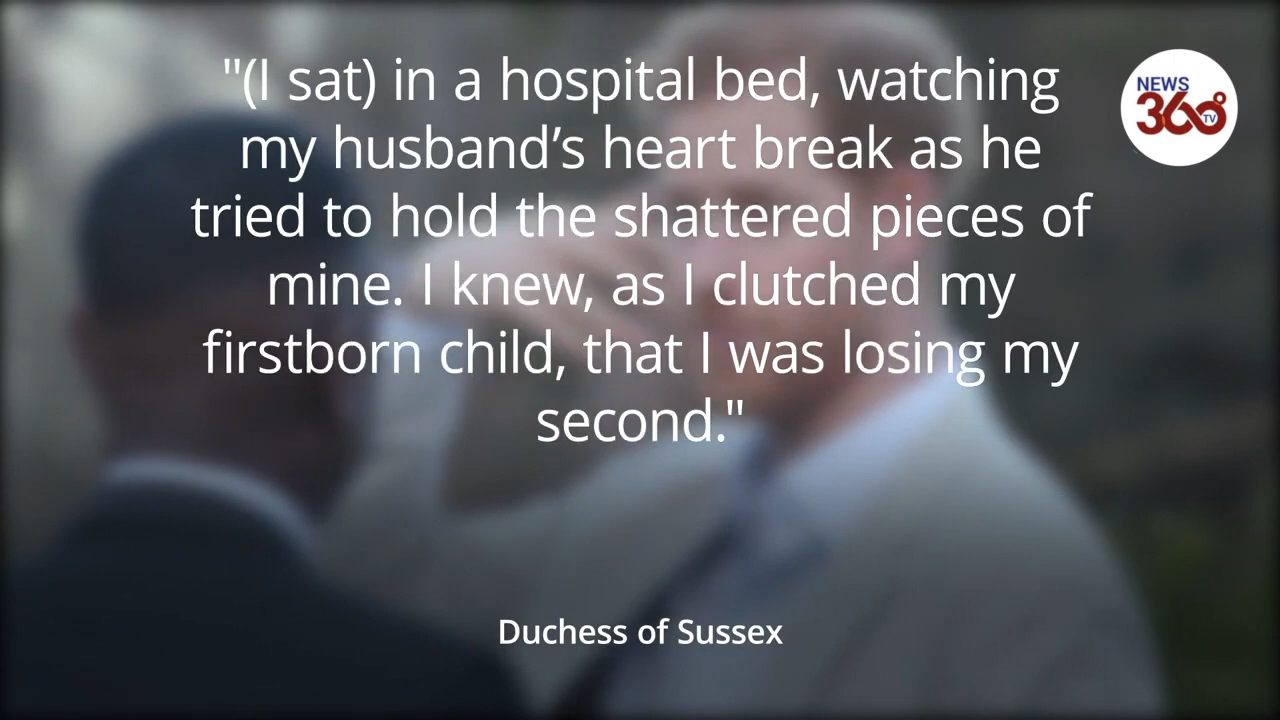 "(I sat) in a hospital bed, watching
my husband’s heart break as he
tried to hold the shattered pieces of
mine. I knew, as I clutched my
firstborn child, that I was losing my
second."
NEWS
360
TV
Duchess of Sussex